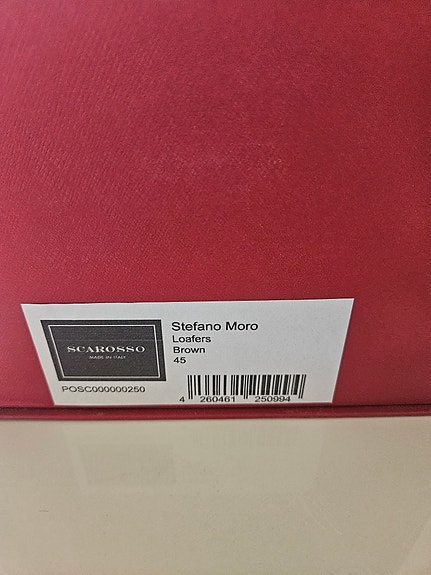 SCAROSSO
MADE IN ITALY
POSC000000250
Stefano Moro
Loafers
Brown
45
4 260461 250994